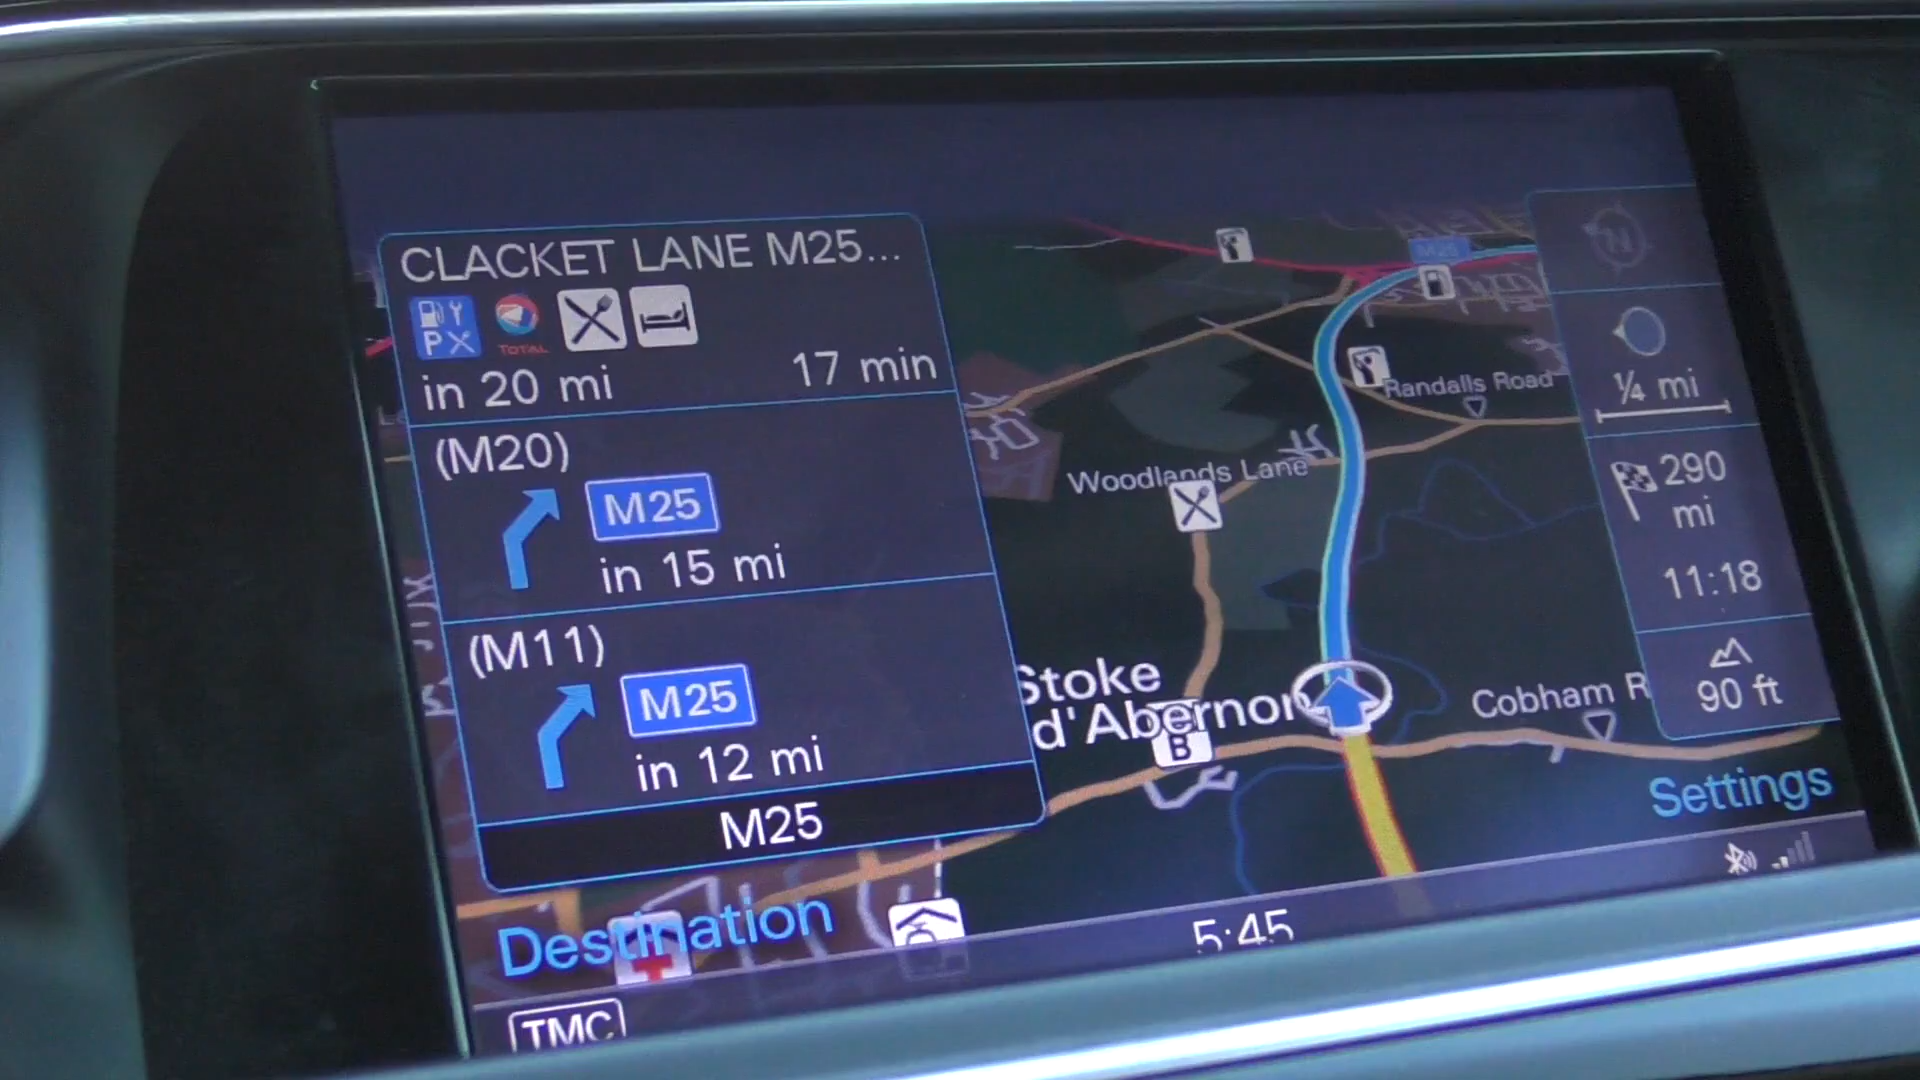 CLACKET LANE M25...
P
TOTAL
in 20 mi
17 min
(M20)
M25
in 15 mi
(M11)
M25
in 12 mi
M25
Destination
TMC
5:45
Settings
Woodlands Lane
Randalls Road
Stoke
d'Abernon
B
Cobham R
N
¼ mi
290
mi
11:18
90 ft